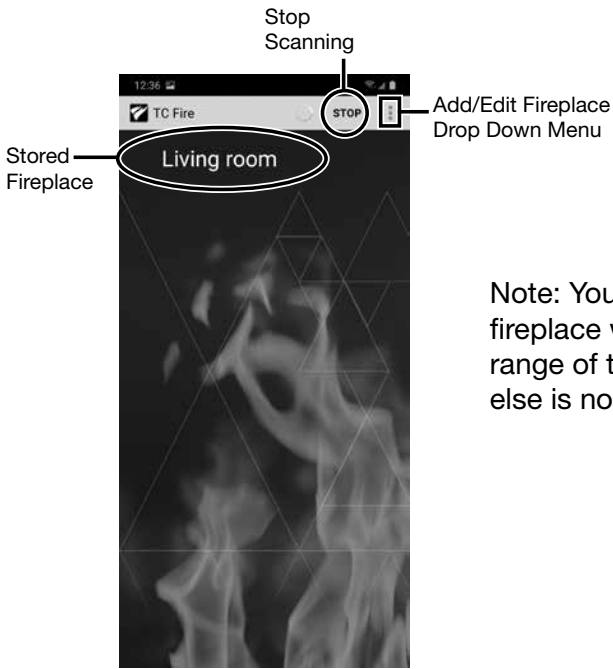 Stop
Scanning
12:36
TC Fire
STOP
Add/Edit Fireplace
Drop Down Menu
Stored
Fireplace
Living room
Note: You
fireplace w
range of t
else is no